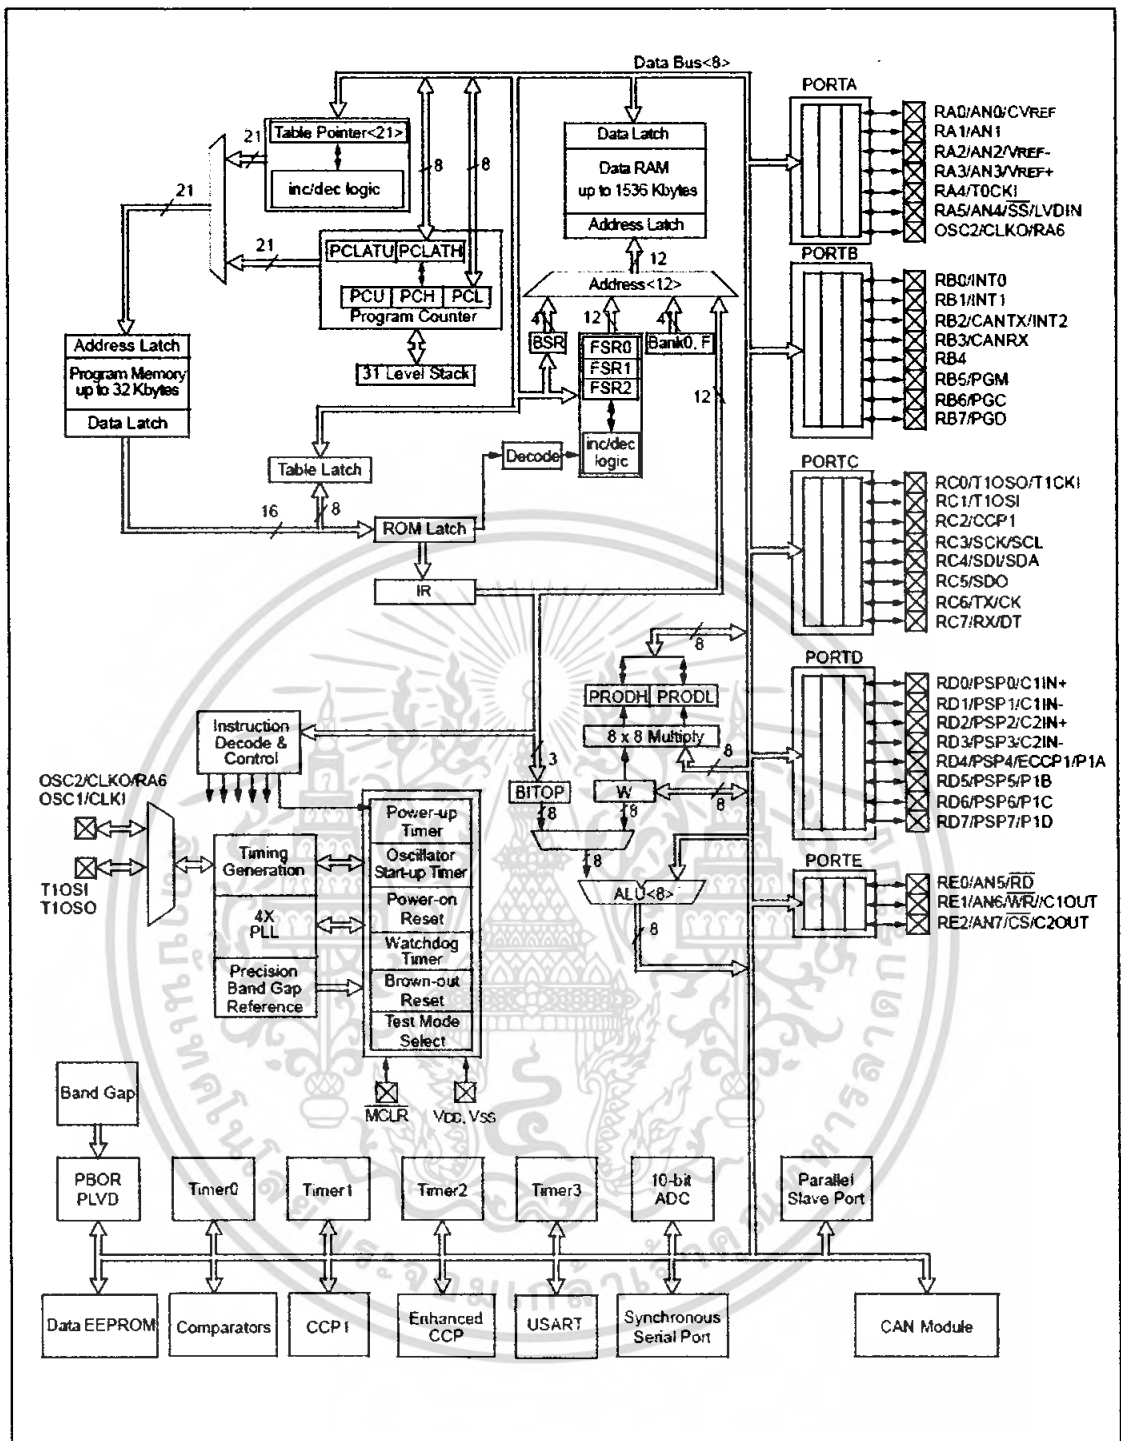 Data Bus<8>
21
Table Pointer<21>
inc/dec logic
21
8
8
21
PCLATU PCLATH
PCU PCH PCL
Program Counter
31 Level Stack
Address Latch
Program Memory
up to 32 Kbytes
Data Latch
Data Latch
Data RAM
up to 1536 Kbytes
Address Latch
12
Address<12>
4
12
4
BSR
FSR0
FSR1
FSR2
Bank0, F
12
inc/dec
logic
Decode
Table Latch
16
8
ROM Latch
IR
8
PRODH PRODL
8 x 8 Multiply
3
8
BITOP
W
8
8
8
8
ALU<8>
8
Instruction
Decode &
Control
OSC2/CLKO/RA6
OSC1/CLKI
T1OSI
T1OSO
Timing
Generation
4X
PLL
Precision
Band Gap
Reference
Power-up
Timer
Oscillator
Start-up Timer
Power-on
Reset
Watchdog
Timer
Brown-out
Reset
Test Mode
Select
MCLR
VDD, VSS
PORTA
RA0/AN0/CVREF
RA1/AN1
RA2/AN2/VREF-
RA3/AN3/VREF+
RA4/T0CKI
RA5/AN4/SS/LVDIN
OSC2/CLKO/RA6
PORTB
RB0/INT0
RB1/INT1
RB2/CANTX/INT2
RB3/CANRX
RB4
RB5/PGM
RB6/PGC
RB7/PGD
PORTC
RC0/T1OSO/T1CKI
RC1/T1OSI
RC2/CCP1
RC3/SCK/SCL
RC4/SDI/SDA
RC5/SDO
RC6/TX/CK
RC7/RX/DT
PORTD
RD0/PSP0/C1IN+
RD1/PSP1/C1IN-
RD2/PSP2/C2IN+
RD3/PSP3/C2IN-
RD4/PSP4/ECCP1/P1A
RD5/PSP5/P1B
RD6/PSP6/P1C
RD7/PSP7/P1D
PORTE
RE0/AN5/RD
RE1/AN6/WR//C1OUT
RE2/AN7/CS/C2OUT
Band Gap
PBOR
PLVD
Timer0
Timer1
Timer2
Timer3
10-bit
ADC
Parallel
Slave Port
Data EEPROM
Comparators
CCP1
Enhanced
CCP
USART
Synchronous
Serial Port
CAN Module